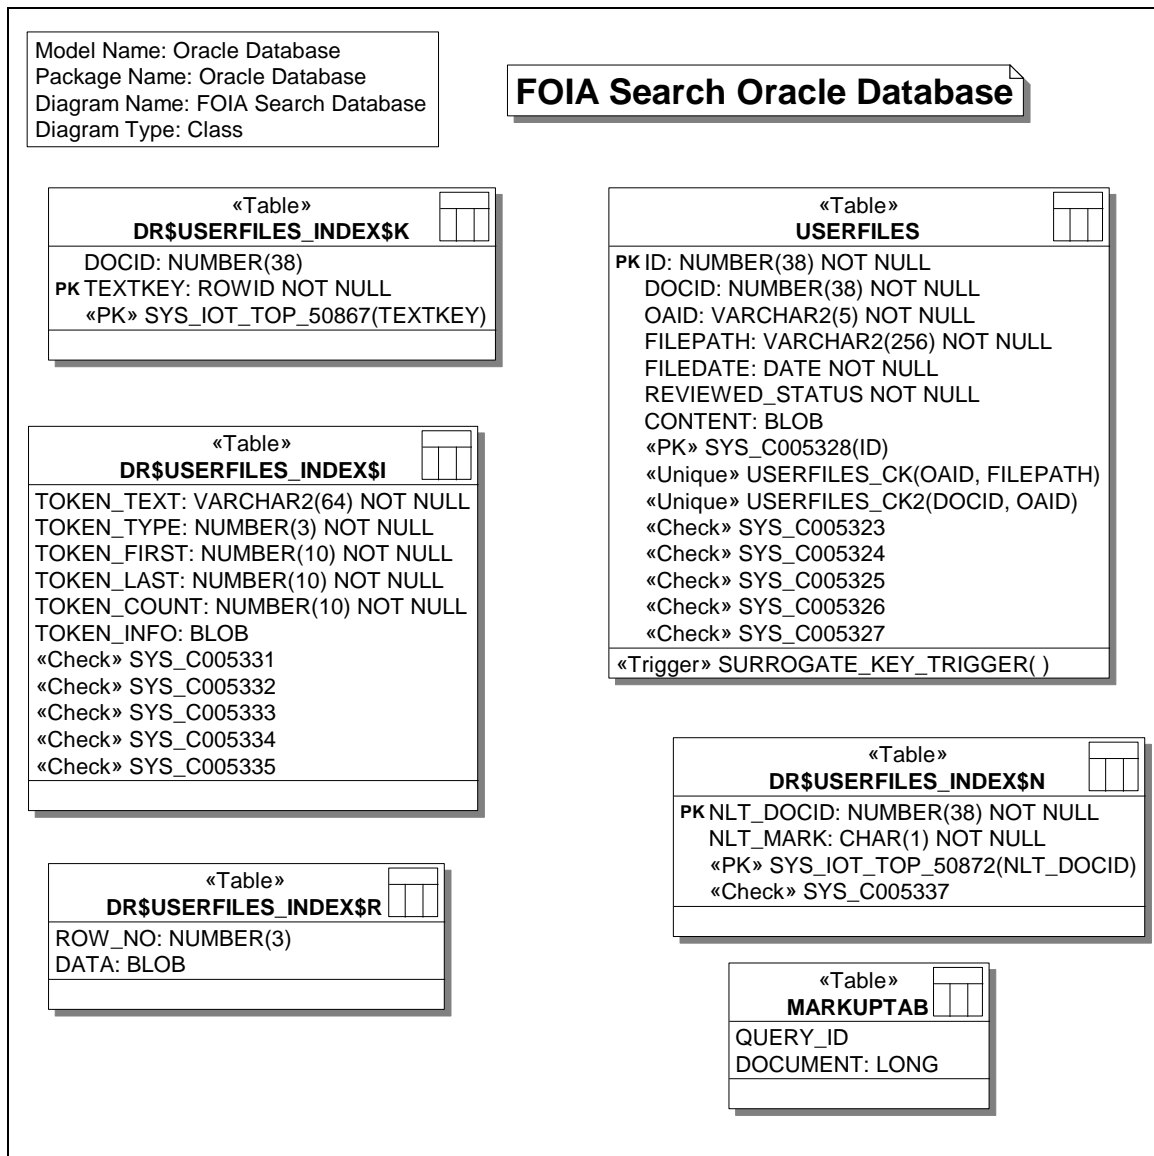 Model Name: Oracle Database
Package Name: Oracle Database
Diagram Name: FOIA Search Database
Diagram Type: Class
FOIA Search Oracle Database
«Table»
DR$USERFILES_INDEX$K
DOCID: NUMBER(38)
PK TEXTKEY: ROWID NOT NULL
«PK» SYS_IOT_TOP_50867(TEXTKEY)
«Table»
USERFILES
PK ID: NUMBER(38) NOT NULL
DOCID: NUMBER(38) NOT NULL
OAID: VARCHAR2(5) NOT NULL
FILEPATH: VARCHAR2(256) NOT NULL
FILEDATE: DATE NOT NULL
REVIEWED_STATUS NOT NULL
CONTENT: BLOB
«PK» SYS_C005328(ID)
«Unique» USERFILES_CK(OAID, FILEPATH)
«Unique» USERFILES_CK2(DOCID, OAID)
«Check» SYS_C005323
«Check» SYS_C005324
«Check» SYS_C005325
«Check» SYS_C005326
«Check» SYS_C005327
«Trigger» SURROGATE_KEY_TRIGGER( )
«Table»
DR$USERFILES_INDEX$I
TOKEN_TEXT: VARCHAR2(64) NOT NULL
TOKEN_TYPE: NUMBER(3) NOT NULL
TOKEN_FIRST: NUMBER(10) NOT NULL
TOKEN_LAST: NUMBER(10) NOT NULL
TOKEN_COUNT: NUMBER(10) NOT NULL
TOKEN_INFO: BLOB
«Check» SYS_C005331
«Check» SYS_C005332
«Check» SYS_C005333
«Check» SYS_C005334
«Check» SYS_C005335
«Table»
DR$USERFILES_INDEX$N
PK NLT_DOCID: NUMBER(38) NOT NULL
NLT_MARK: CHAR(1) NOT NULL
«PK» SYS_IOT_TOP_50872(NLT_DOCID)
«Check» SYS_C005337
«Table»
DR$USERFILES_INDEX$R
ROW_NO: NUMBER(3)
DATA: BLOB
«Table»
MARKUPTAB
QUERY_ID
DOCUMENT: LONG